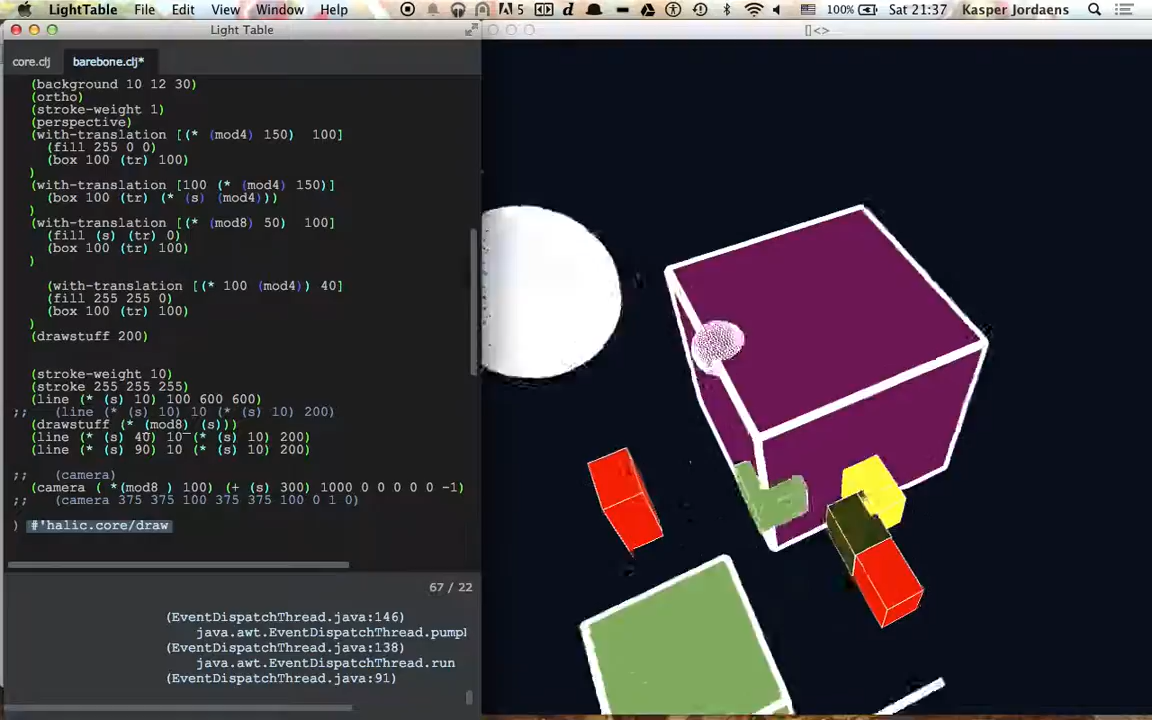 LightTable File Edit View Window Help 5 d 100% Sat 21:37 Kasper Jordaens
Light Table
[]<>
core.clj barebone.clj*
(background 10 12 30)
(ortho)
(stroke-weight 1)
(perspective)
(with-translation [(* (mod4) 150) 100]
(fill 255 0 0)
(box 100 (tr) 100)
)
(with-translation [100 (* (mod4) 150)]
(box 100 (tr) (* (s) (mod4)))
)
(with-translation [(* (mod8) 50) 100]
(fill (s) (tr) 0)
(box 100 (tr) 100)
)
(with-translation [(* 100 (mod4)) 40]
(fill 255 255 0)
(box 100 (tr) 100)
)
(drawstuff 200)
(stroke-weight 10)
(stroke 255 255 255)
(line (* (s) 10) 100 600 600)
;; (line (* (s) 10) 10 (* (s) 10) 200)
(drawstuff (* (mod8) (s)))
(line (* (s) 40) 10 (* (s) 10) 200)
(line (* (s) 90) 10 (* (s) 10) 200)
;; (camera)
(camera ( *(mod8 ) 100) (+ (s) 300) 1000 0 0 0 0 0 -1)
;; (camera 375 375 100 375 375 100 0 1 0)
) #'halic.core/draw
67 / 22
(EventDispatchThread.java:146)
java.awt.EventDispatchThread.pumpl
(EventDispatchThread.java:138)
java.awt.EventDispatchThread.run
(EventDispatchThread.java:91)